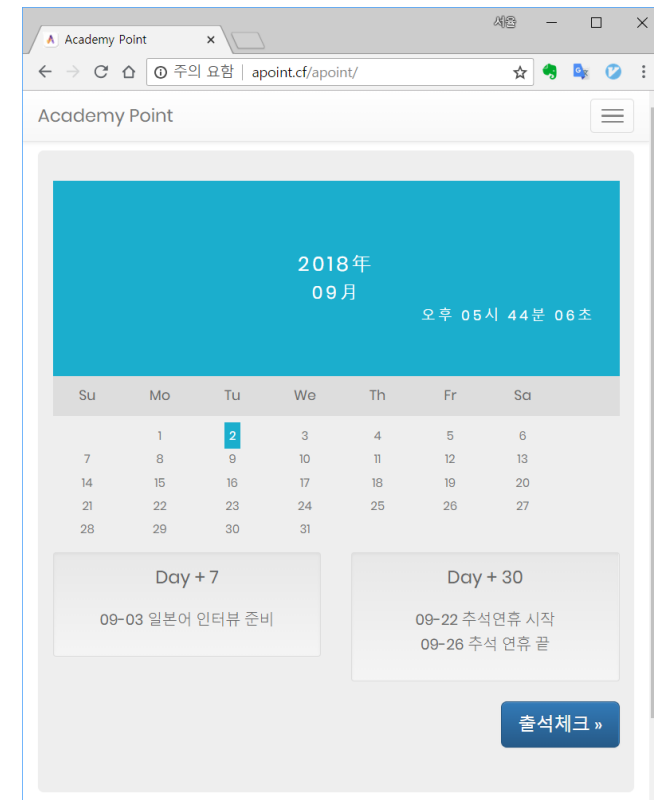 서울
Academy Point
주의 요함 | apoint.cf/apoint/
Academy Point
2018年
09月
오후 05시 44분 06초
Su Mo Tu We Th Fr Sa
1 2 3 4 5 6
7 8 9 10 11 12 13
14 15 16 17 18 19 20
21 22 23 24 25 26 27
28 29 30 31
Day + 7
09-03 일본어 인터뷰 준비
Day + 30
09-22 추석연휴 시작
09-26 추석 연휴 끝
출석체크 »